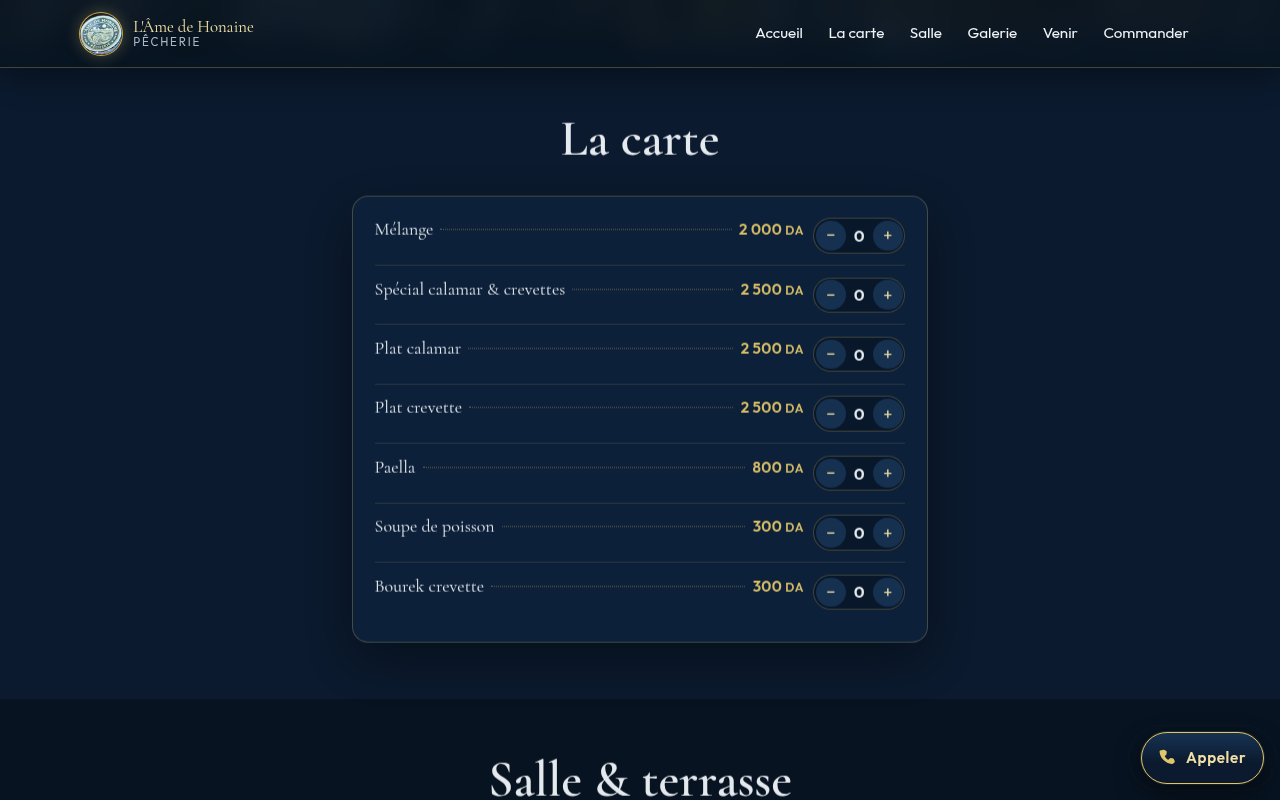 L'Âme de Honaine
PÊCHERIE
Accueil La carte Salle Galerie Venir Commander
La carte
Mélange 2 000 DA − 0 +
Spécial calamar & crevettes 2 500 DA − 0 +
Plat calamar 2 500 DA − 0 +
Plat crevette 2 500 DA − 0 +
Paella 800 DA − 0 +
Soupe de poisson 300 DA − 0 +
Bourek crevette 300 DA − 0 +
Salle & terrasse
Appeler